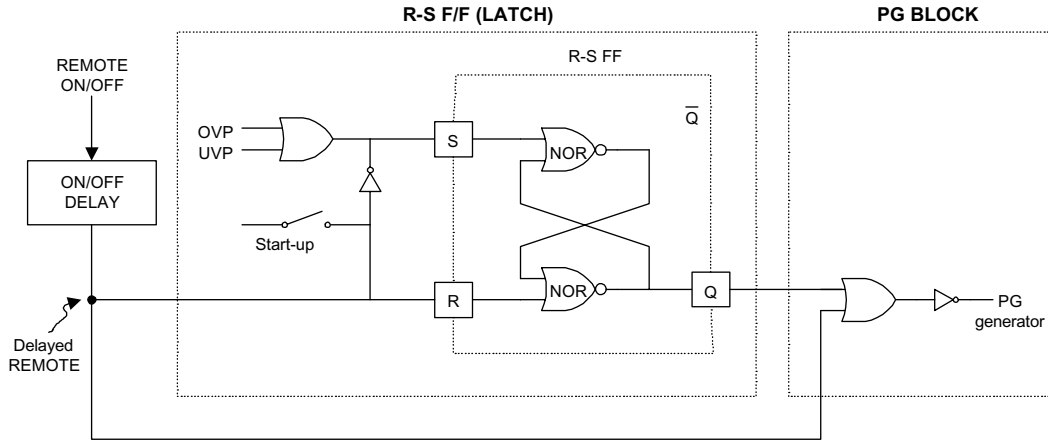 R-S F/F (LATCH)
PG BLOCK
REMOTE
ON/OFF
R-S FF
Q
OVP
UVP
S
NOR
ON/OFF
DELAY
Start-up
R
NOR
Q
PG
generator
Delayed
REMOTE